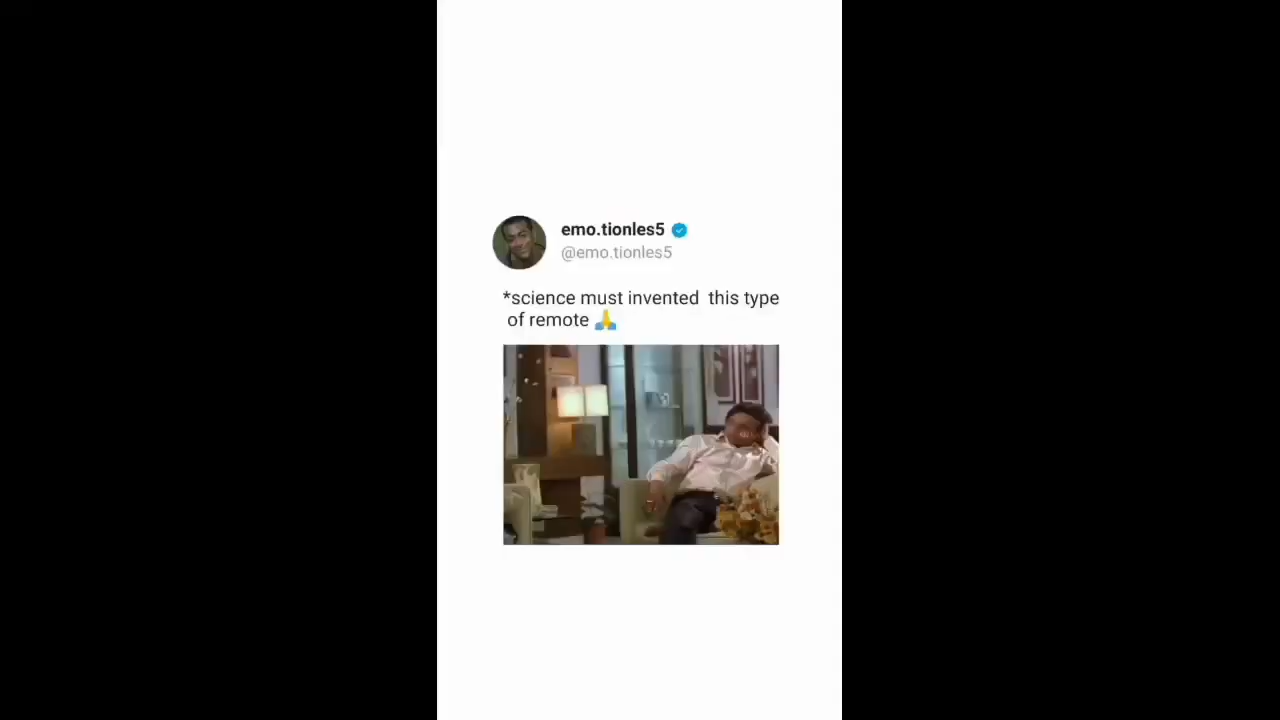 emo.tionles5
@emo.tionles5
*science must invented  this type
of remote 🙏